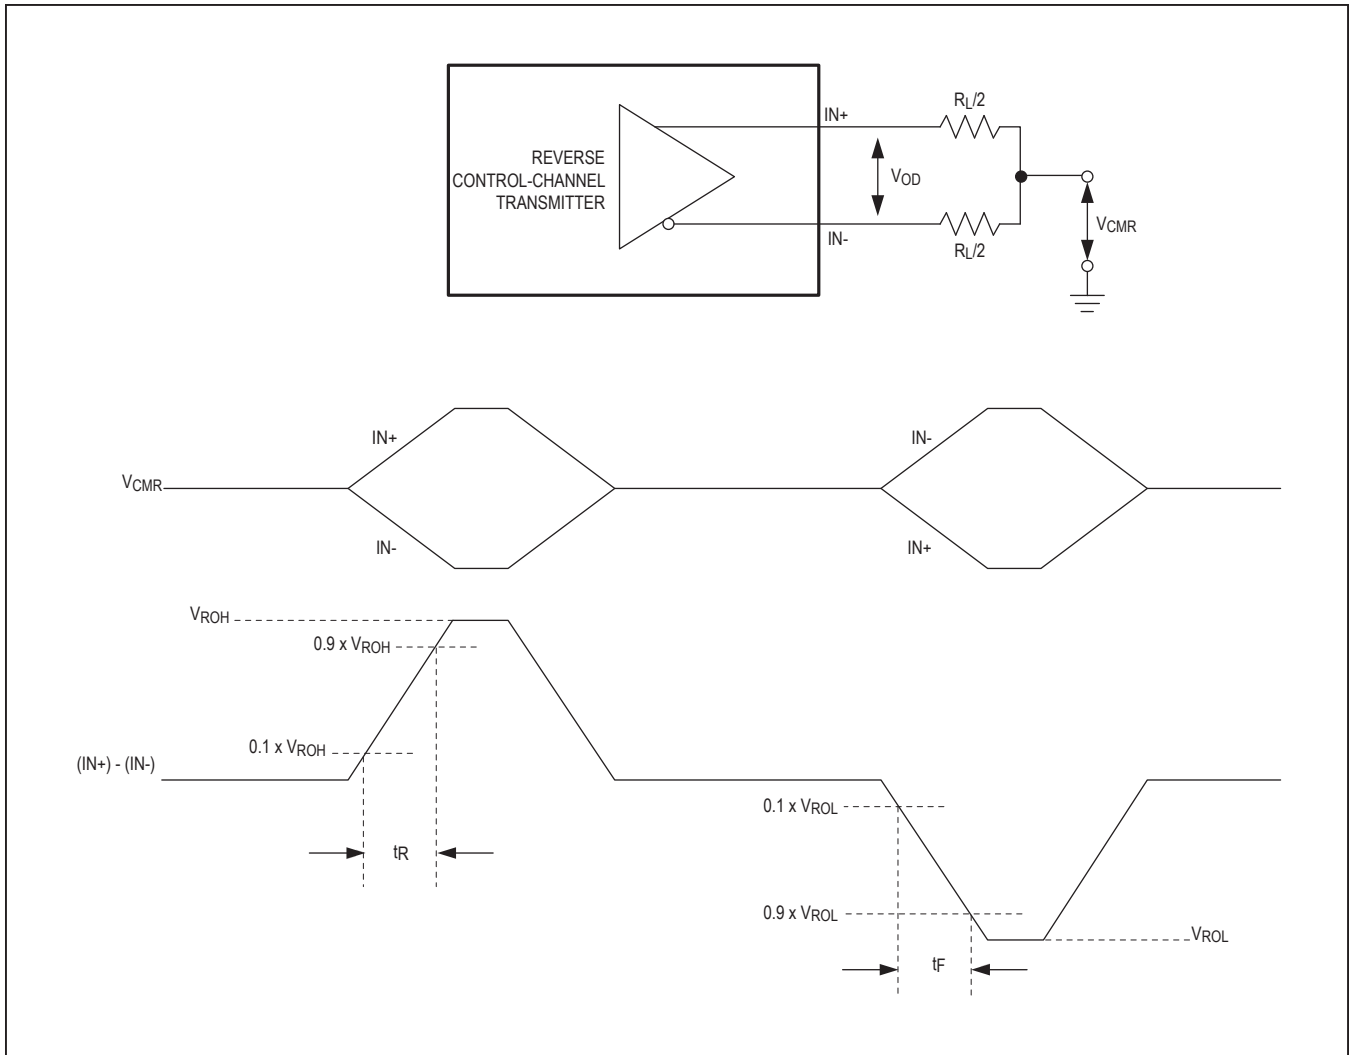 REVERSE
CONTROL-CHANNEL
TRANSMITTER
IN+
RL/2
VOD
IN-
RL/2
VCMR
IN+
IN-
VCMR
IN-
IN+
VROH
0.9 x VROH
0.1 x VROH
(IN+) - (IN-)
0.1 x VROL
tR
0.9 x VROL
VROL
tF